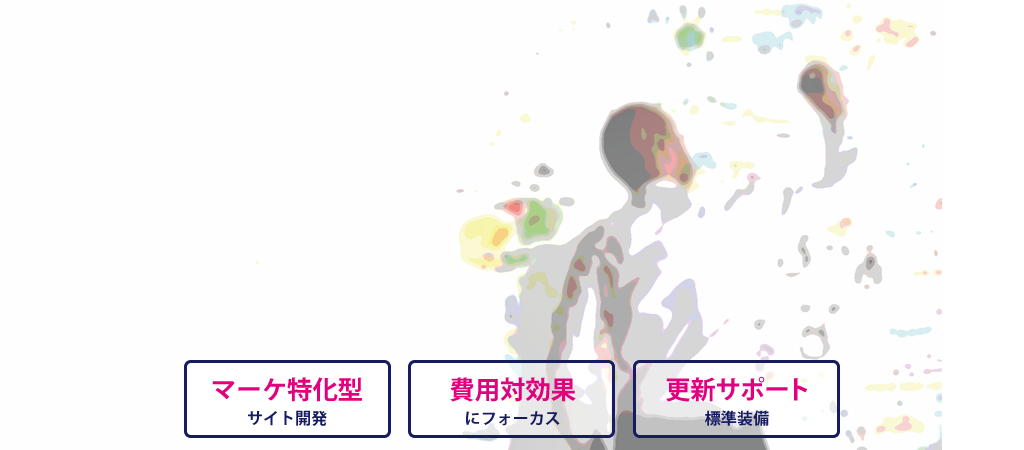 マーケ特化型
サイト開発
費用対効果
にフォーカス
更新サポート
標準装備